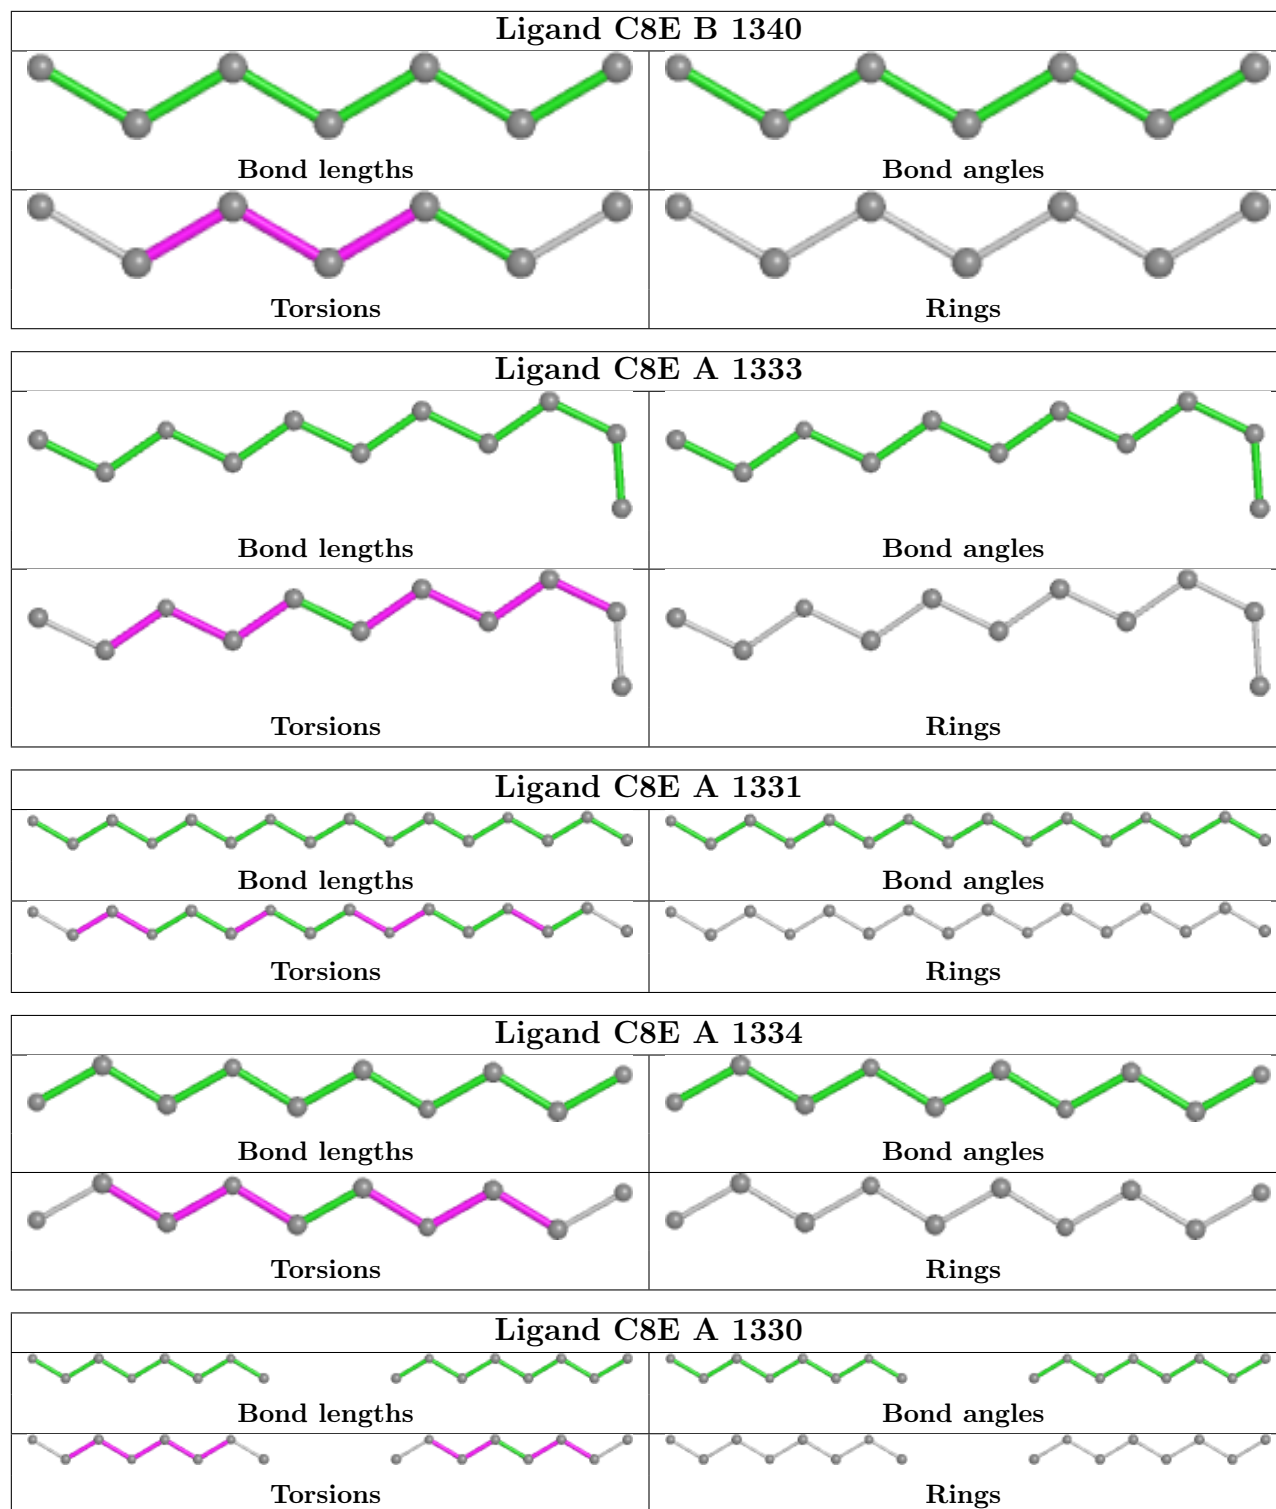 Ligand C8E B 1340
Bond lengths Bond angles
Torsions Rings
Ligand C8E A 1333
Bond lengths Bond angles
Torsions Rings
Ligand C8E A 1331
Bond lengths Bond angles
Torsions Rings
Ligand C8E A 1334
Bond lengths Bond angles
Torsions Rings
Ligand C8E A 1330
Bond lengths Bond angles
Torsions Rings